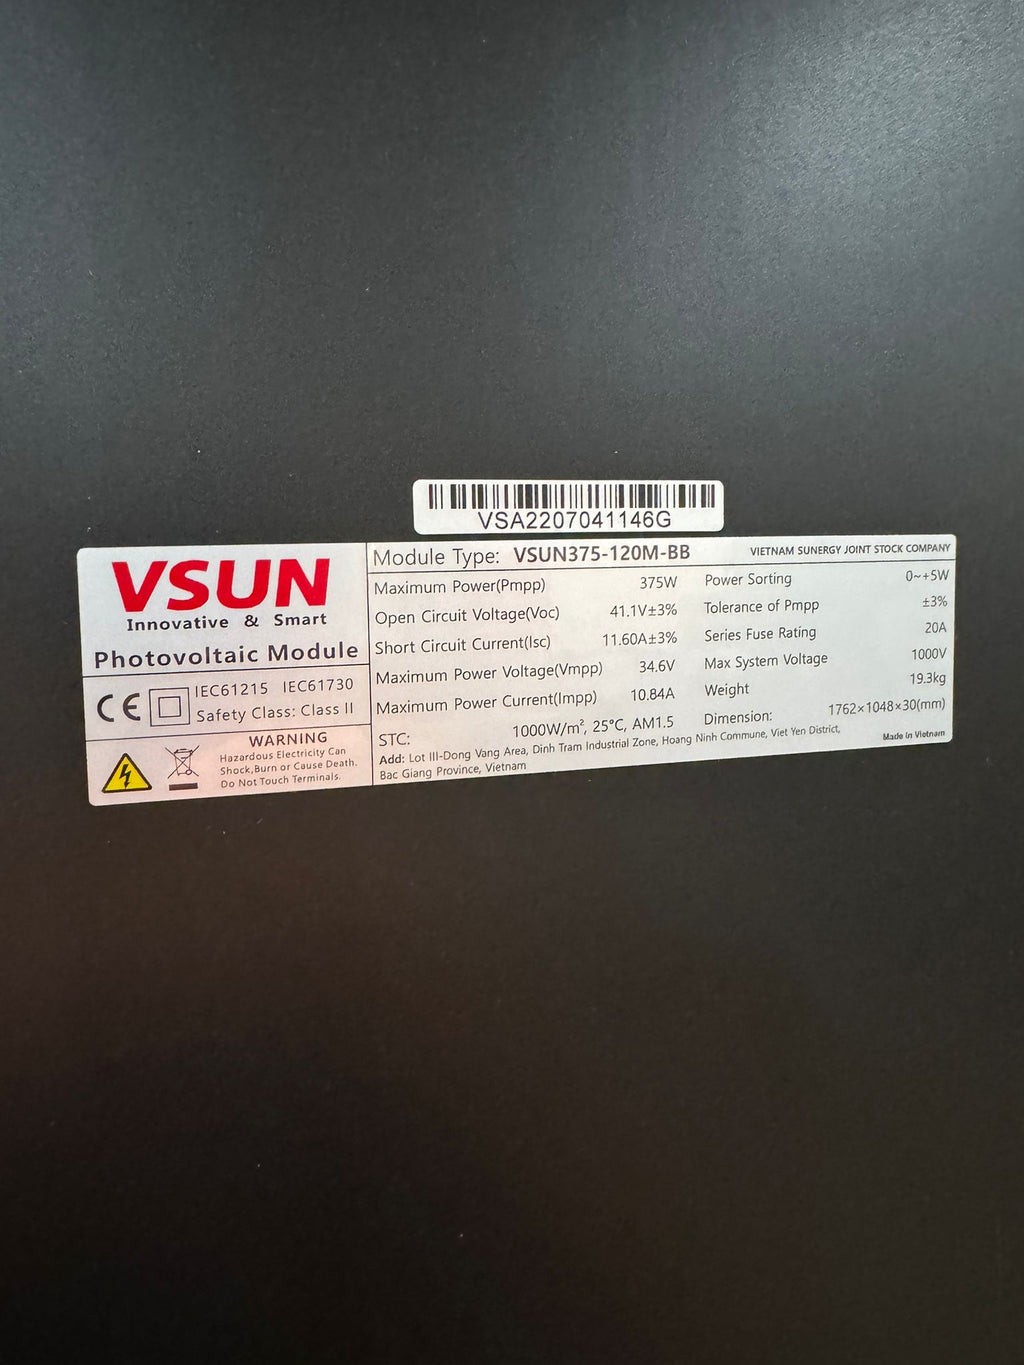 VSA2207041146G
VSUN
Innovative & Smart
Photovoltaic Module
CE
IEC61215 IEC61730
Safety Class: Class II
WARNING
Hazardous Electricity Can
Shock,Burn or Cause Death.
Do Not Touch Terminals.
Module Type: VSUN375-120M-BB
VIETNAM SUNERGY JOINT STOCK COMPANY
Maximum Power(Pmpp) 375W
Open Circuit Voltage(Voc) 41.1V±3%
Short Circuit Current(Isc) 11.60A±3%
Maximum Power Voltage(Vmpp) 34.6V
Maximum Power Current(Impp) 10.84A
STC: 1000W/m², 25°C, AM1.5
Power Sorting 0~+5W
Tolerance of Pmpp ±3%
Series Fuse Rating 20A
Max System Voltage 1000V
Weight 19.3kg
Dimension: 1762×1048×30(mm)
Add: Lot III-Dong Vang Area, Dinh Tram Industrial Zone, Hoang Ninh Commune, Viet Yen District,
Bac Giang Province, Vietnam
Made in Vietnam